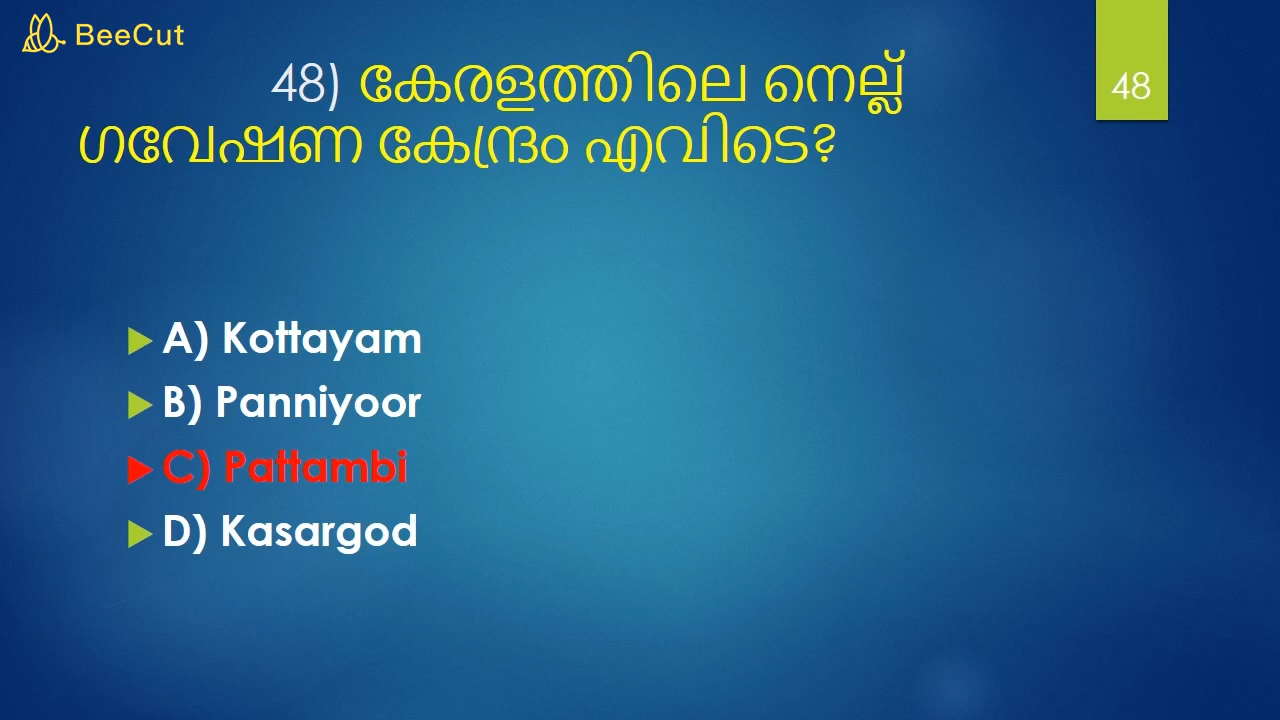 BeeCut
48) കേരളത്തിലെ നെല്ല്
48
ഗവേഷണ കേന്ദ്രം എവിടെ?
A) Kottayam
B) Panniyoor
C) Pattambi
D) Kasargod